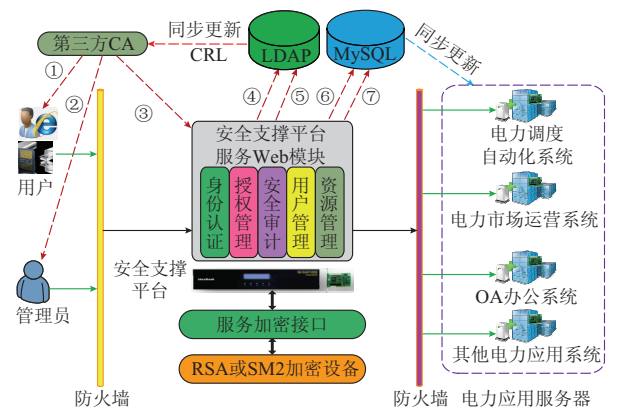 第三方CA
同步更新
CRL
LDAP
MySQL
同步更新
①
②
③
④
⑤
⑥
⑦
用户
管理员
安全支撑平台
服务Web模块
身份认证
授权管理
安全审计
用户管理
资源管理
安全支撑
平台
服务加密接口
RSA或SM2加密设备
防火墙
防火墙
电力调度
自动化系统
电力市场运营系统
OA办公系统
其他电力应用系统
电力应用服务器